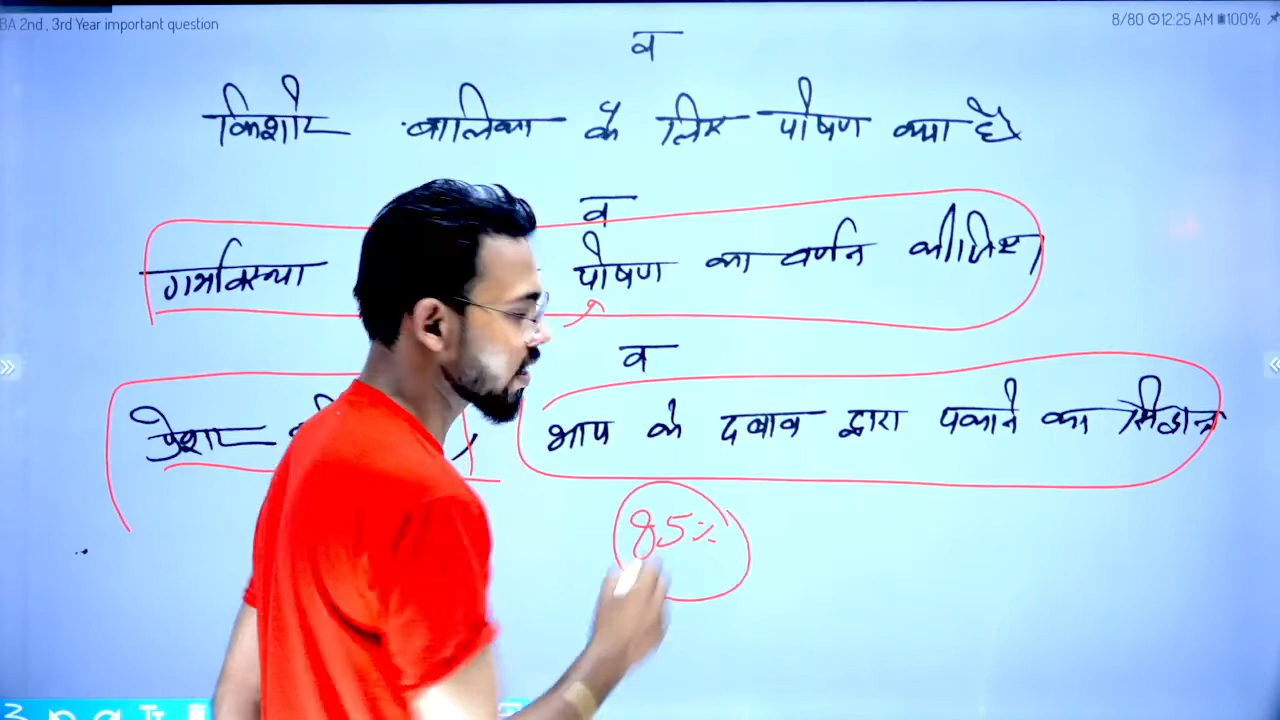 BA 2nd , 3rd Year important question
8/80 12:25 AM 100%
व
किशोर बालिका के लिए पोषण क्या है।
व
गर्भावस्था पोषण का वर्णन कीजिए।
व
प्रेशर भाप के दबाव द्वारा पकाने का सिद्धान्त
85%